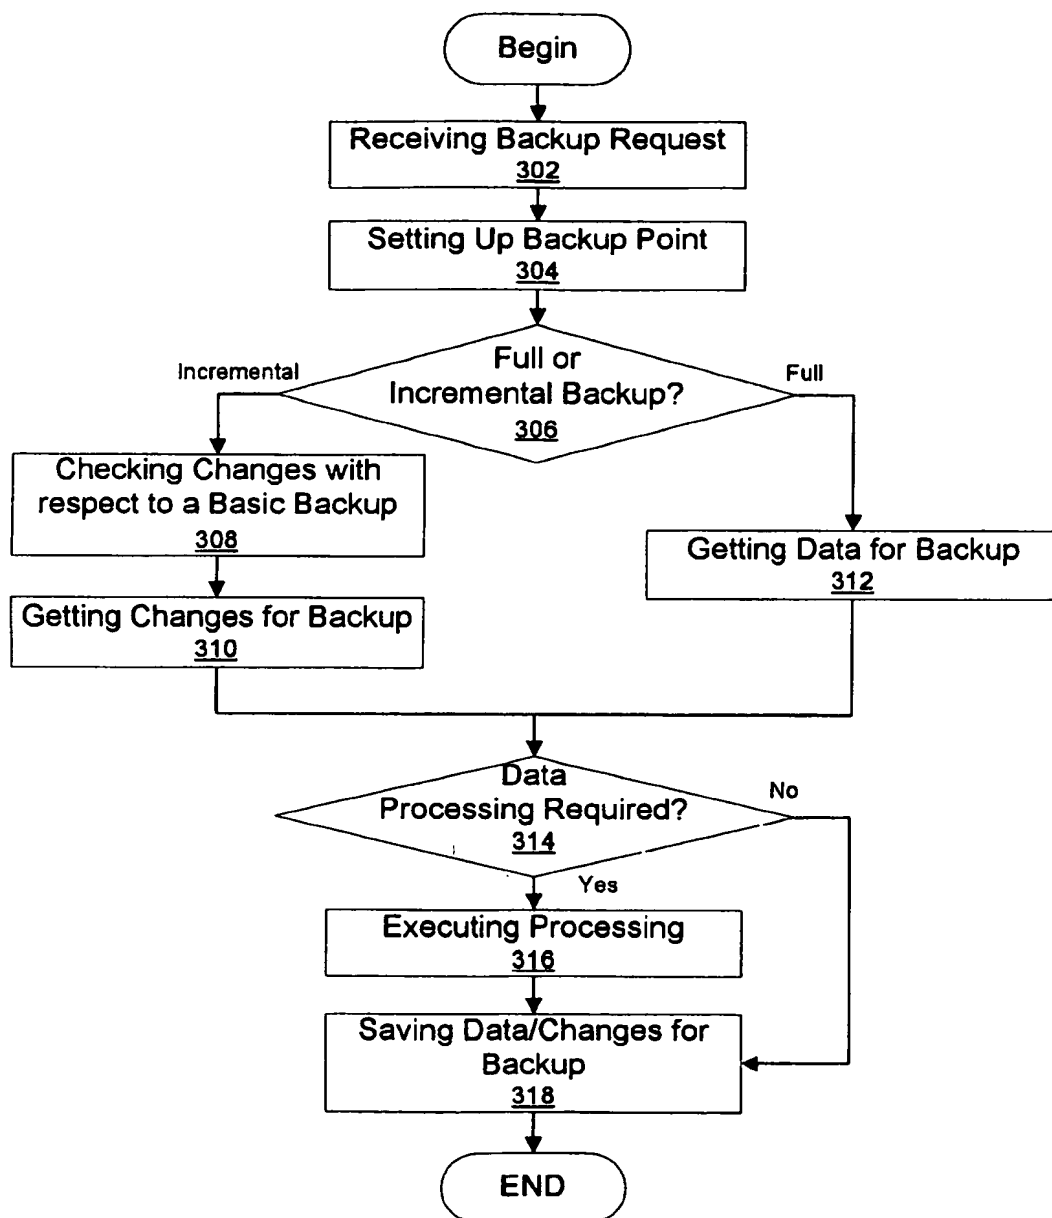 Begin
Receiving Backup Request
302
Setting Up Backup Point
304
Full or
Incremental Backup?
306
Incremental
Full
Checking Changes with
respect to a Basic Backup
308
Getting Changes for Backup
310
Getting Data for Backup
312
Data
Processing Required?
314
No
Yes
Executing Processing
316
Saving Data/Changes for
Backup
318
END